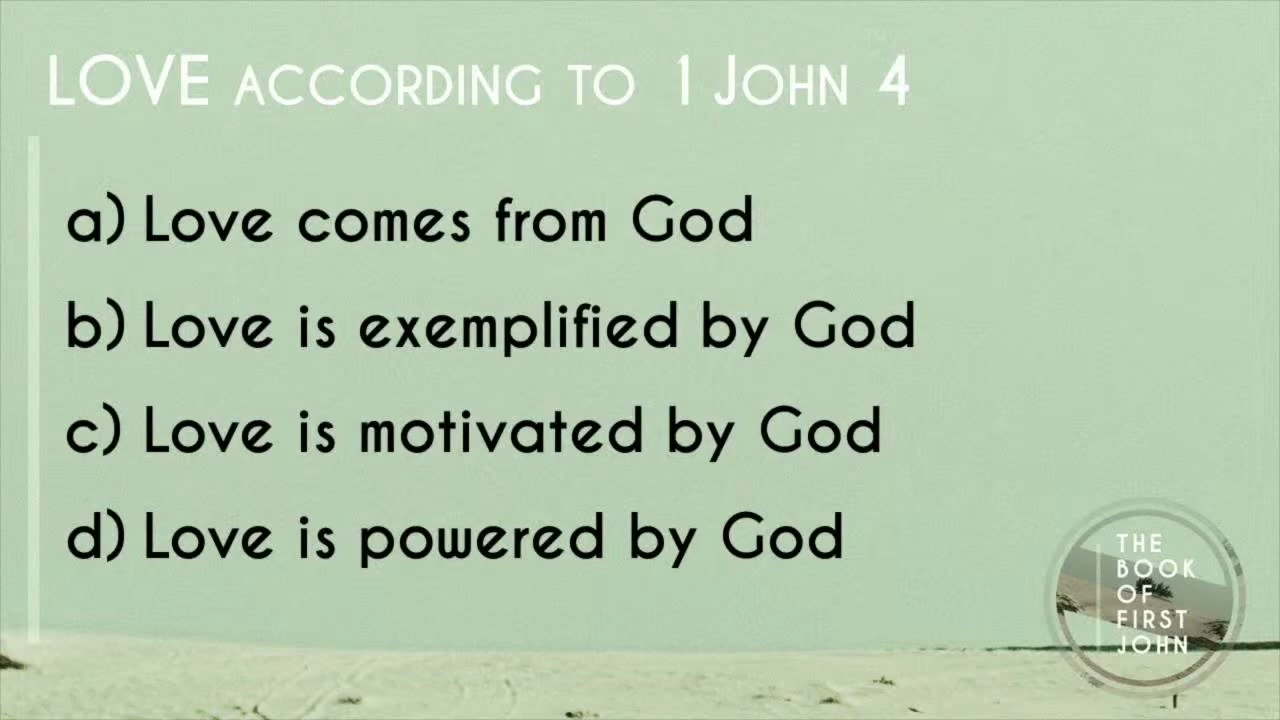 LOVE ACCORDING TO 1 JOHN 4
a) Love comes from God
b) Love is exemplified by God
c) Love is motivated by God
d) Love is powered by God
THE
BOOK
OF
FIRST
JOHN